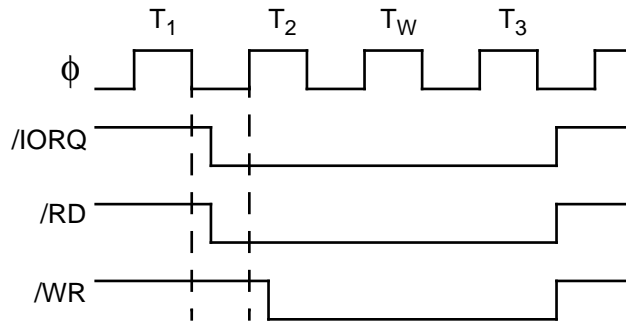 T1 T2 TW T3
ϕ
/IORQ
/RD
/WR